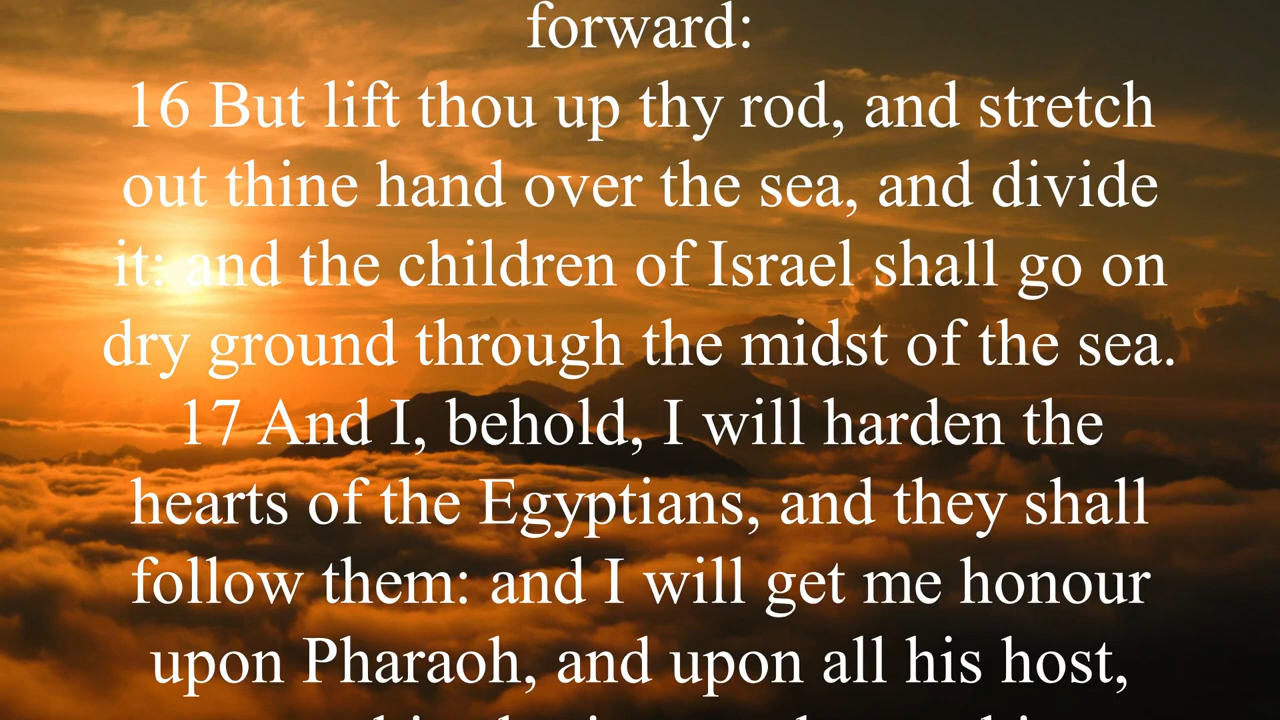 forward:
16 But lift thou up thy rod, and stretch
out thine hand over the sea, and divide
it: and the children of Israel shall go on
dry ground through the midst of the sea.
17 And I, behold, I will harden the
hearts of the Egyptians, and they shall
follow them: and I will get me honour
upon Pharaoh, and upon all his host,